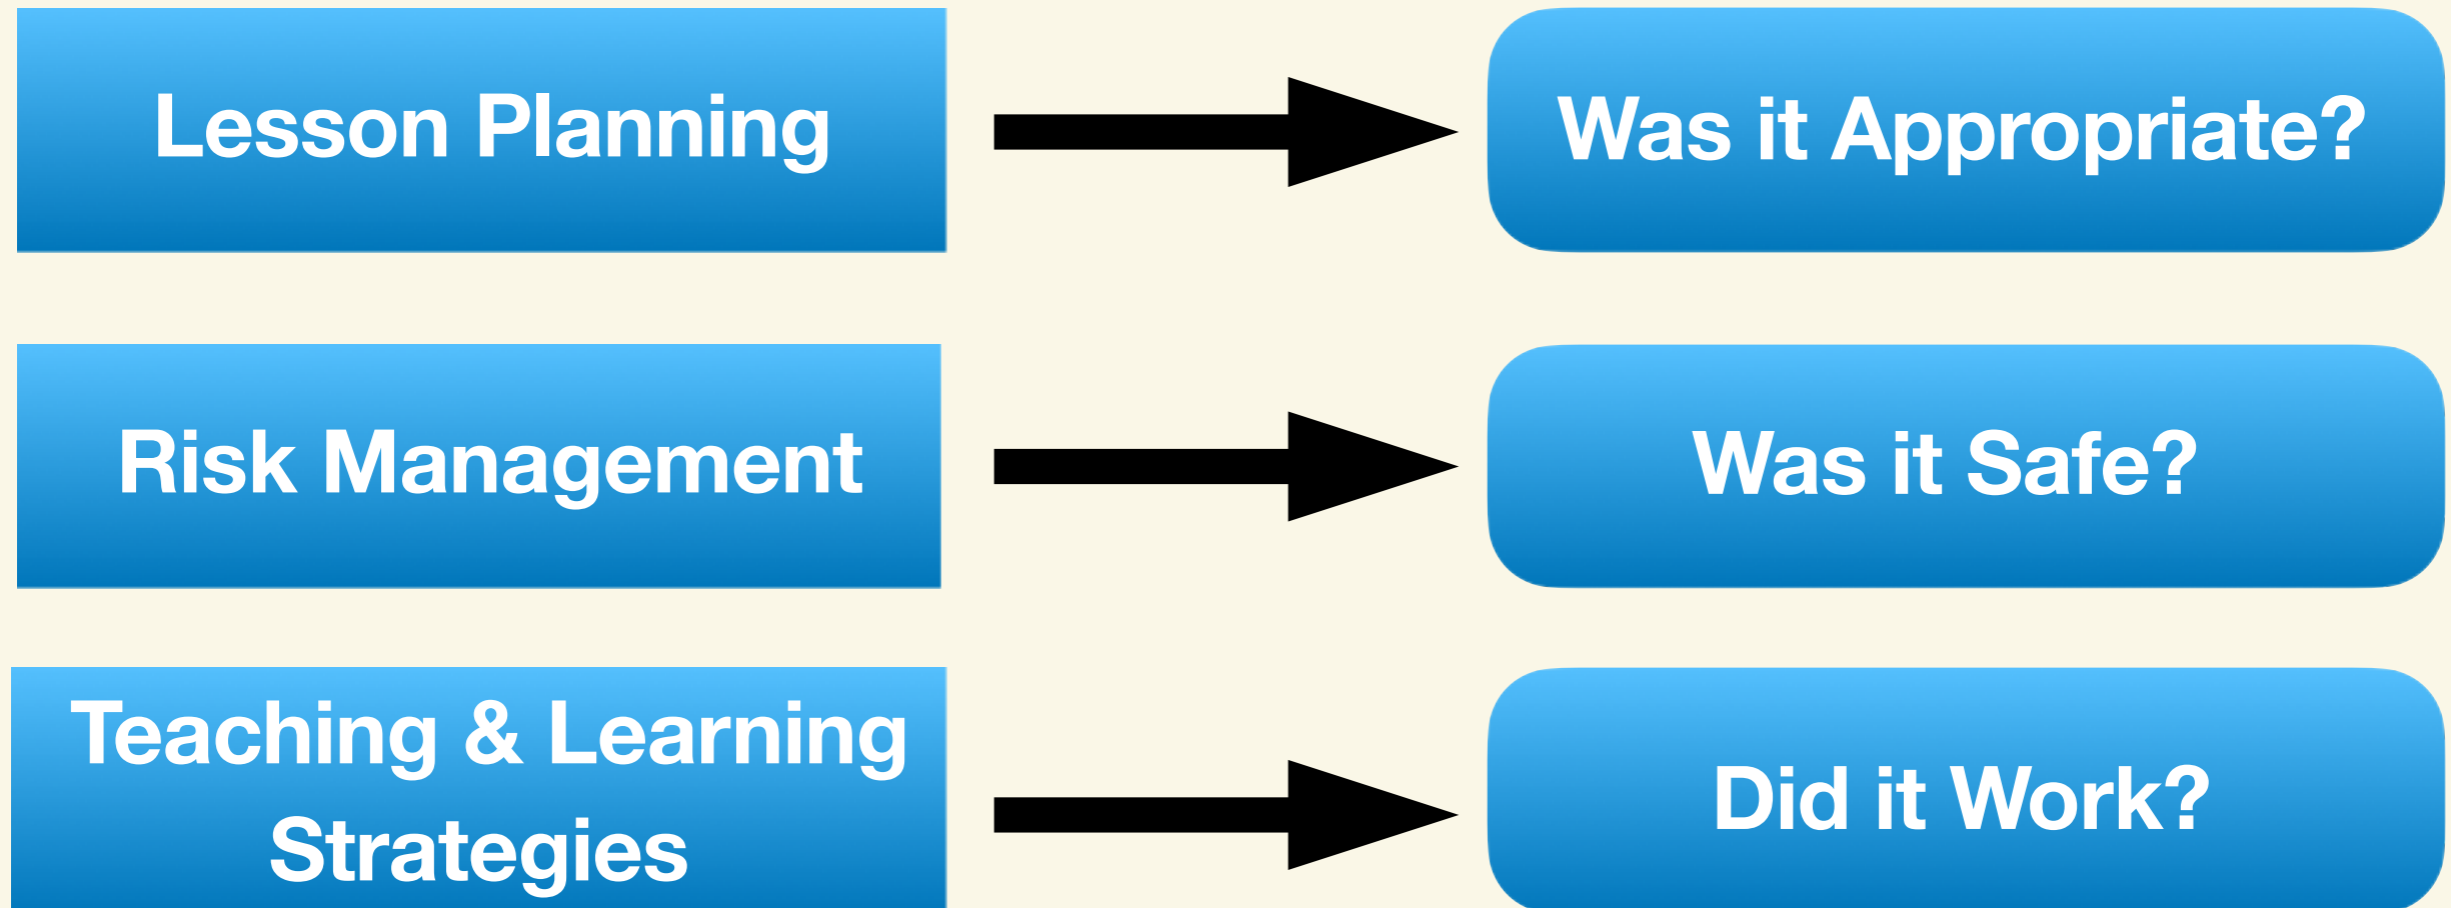 Lesson Planning
Was it Appropriate?
Risk Management
Was it Safe?
Teaching & Learning
Strategies
Did it Work?